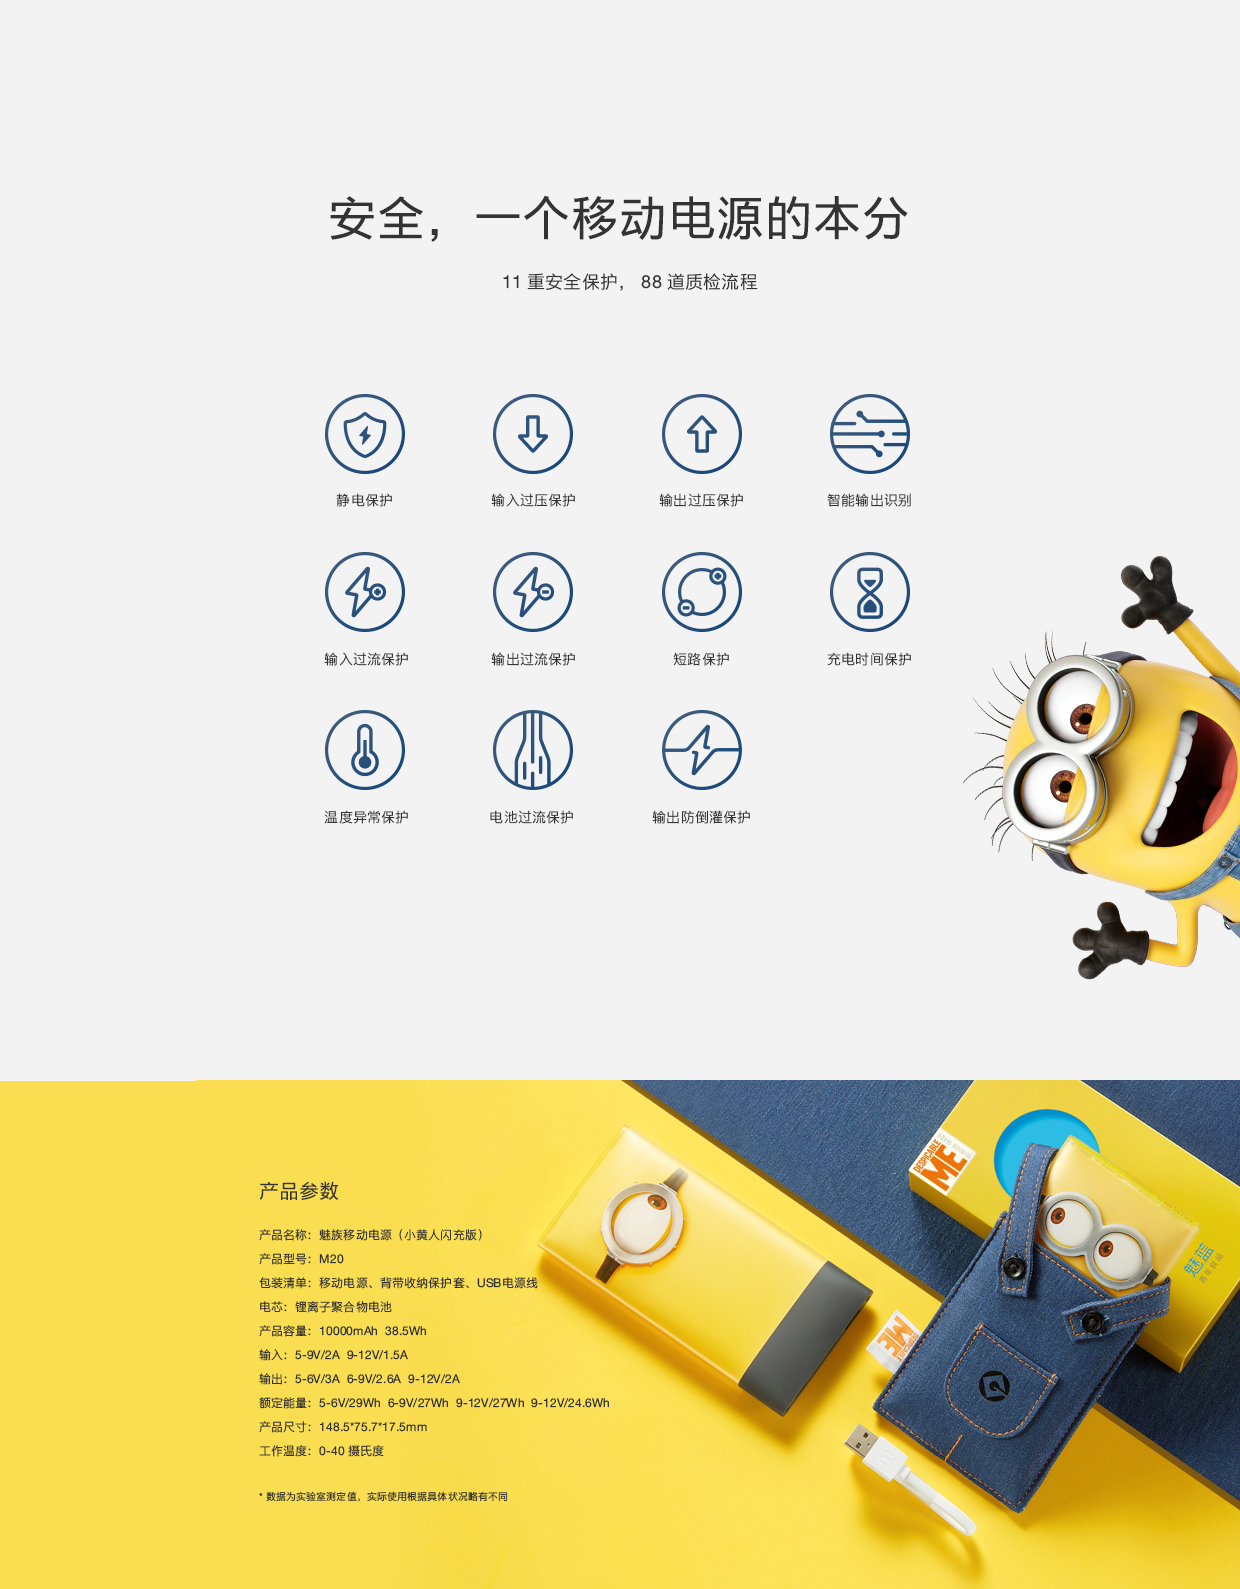 安全，一个移动电源的本分
11 重安全保护， 88 道质检流程
静电保护
输入过压保护
输出过压保护
智能输出识别
输入过流保护
输出过流保护
短路保护
充电时间保护
温度异常保护
电池过流保护
输出防倒灌保护
产品参数
产品名称：魅族移动电源（小黄人闪充版）
产品型号：M20
包装清单：移动电源、背带收纳保护套、USB电源线
电芯：锂离子聚合物电池
产品容量：10000mAh 38.5Wh
输入：5-9V/2A 9-12V/1.5A
输出：5-6V/3A 6-9V/2.6A 9-12V/2A
额定能量：5-6V/29Wh 6-9V/27Wh 9-12V/27Wh 9-12V/24.6Wh
产品尺寸：148.5*75.7*17.5mm
工作温度：0-40 摄氏度
* 数据为实验室测定值，实际使用根据具体状况略有不同
DESPICABLE
ME
魅蓝
青年良品
ME